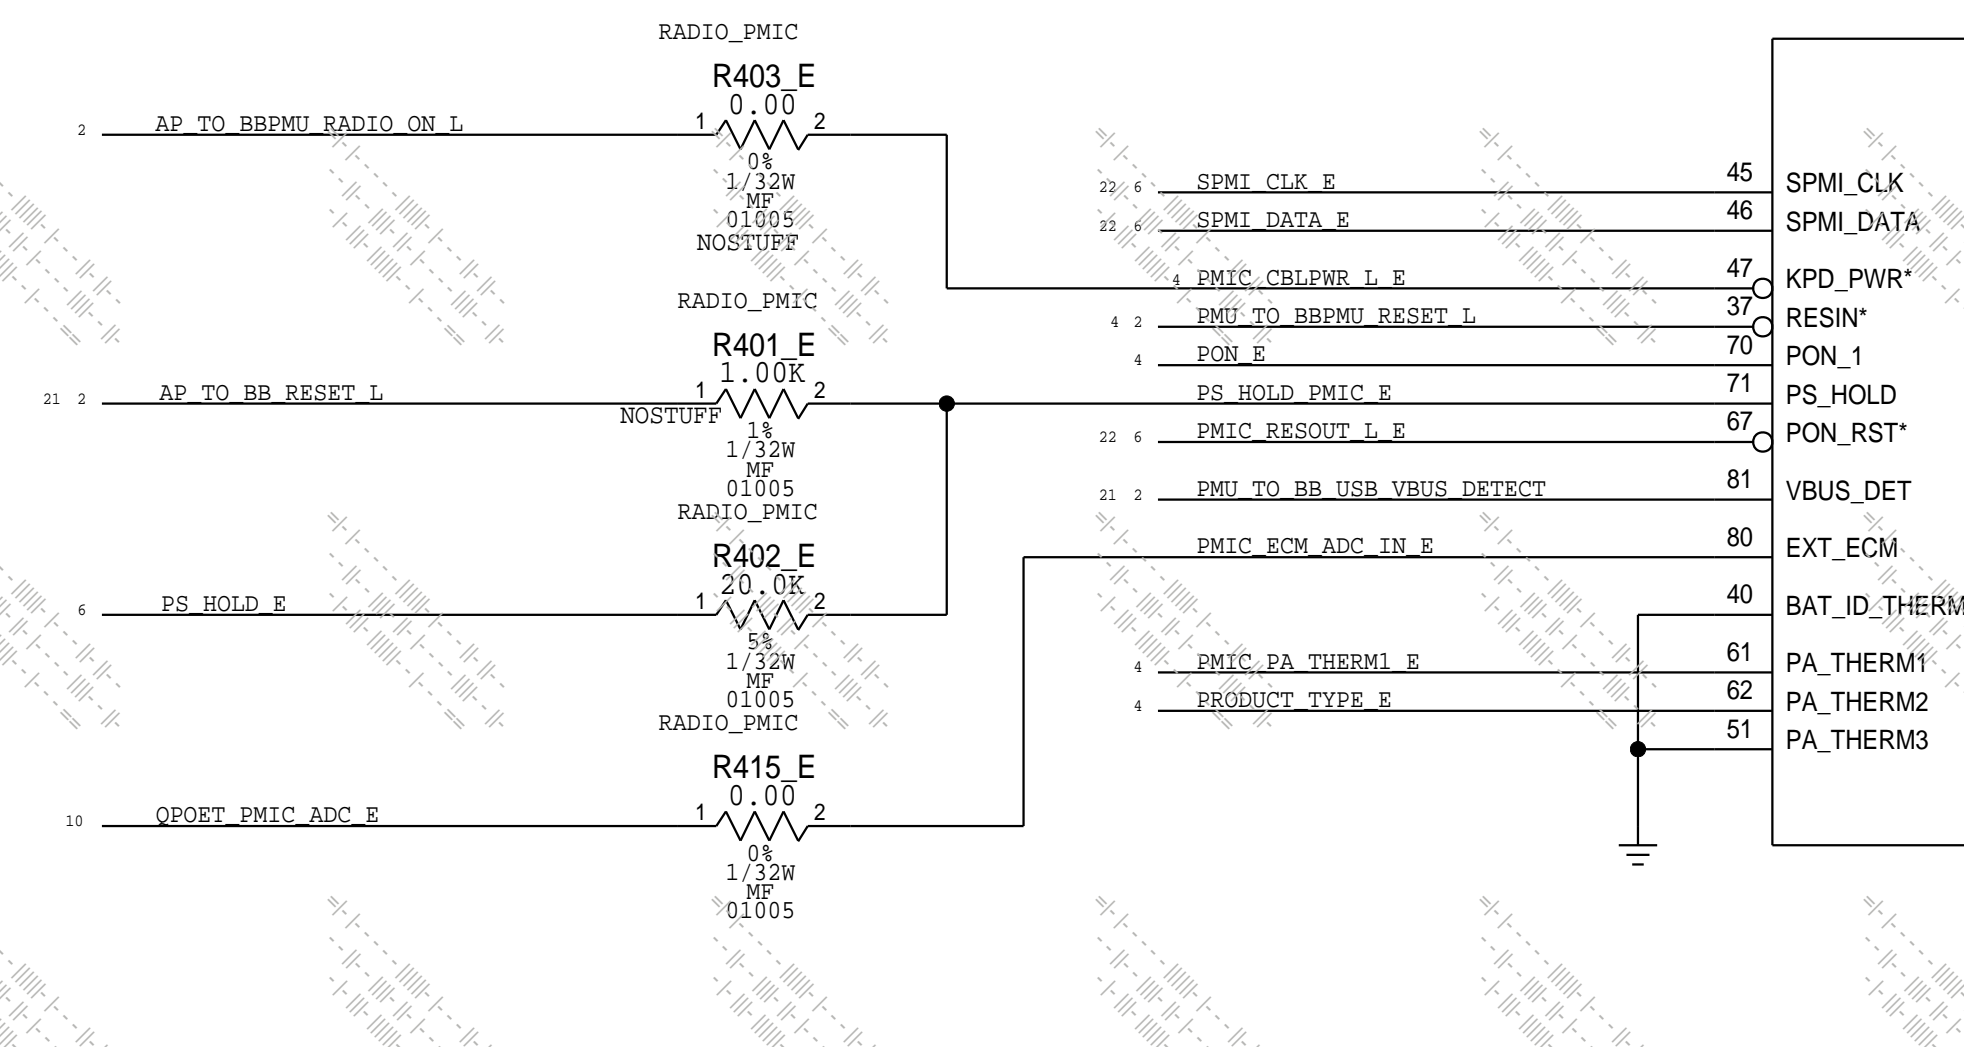 RADIO_PMIC
R403_E
0.00
2 AP_TO_BBPMU_RADIO_ON_L 1 2
0%
1/32W
MF
01005
NOSTUFF
RADIO_PMIC
R401_E
1.00K
21 2 AP_TO_BB_RESET_L 1 2
NOSTUFF
1%
1/32W
MF
01005
RADIO_PMIC
R402_E
20.0K
6 PS_HOLD_E 1 2
5%
1/32W
MF
01005
RADIO_PMIC
R415_E
0.00
10 QPOET_PMIC_ADC_E 1 2
0%
1/32W
MF
01005
22 6 SPMI_CLK_E 45 SPMI_CLK
22 6 SPMI_DATA_E 46 SPMI_DATA
4 PMIC_CBLPWR_L_E 47 KPD_PWR*
4 2 PMU_TO_BBPMU_RESET_L 37 RESIN*
4 PON_E 70 PON_1
PS_HOLD_PMIC_E 71 PS_HOLD
22 6 PMIC_RESOUT_L_E 67 PON_RST*
21 2 PMU_TO_BB_USB_VBUS_DETECT 81 VBUS_DET
PMIC_ECM_ADC_IN_E 80 EXT_ECM
40 BAT_ID_THERM
4 PMIC_PA_THERM1_E 61 PA_THERM1
4 PRODUCT_TYPE_E 62 PA_THERM2
51 PA_THERM3